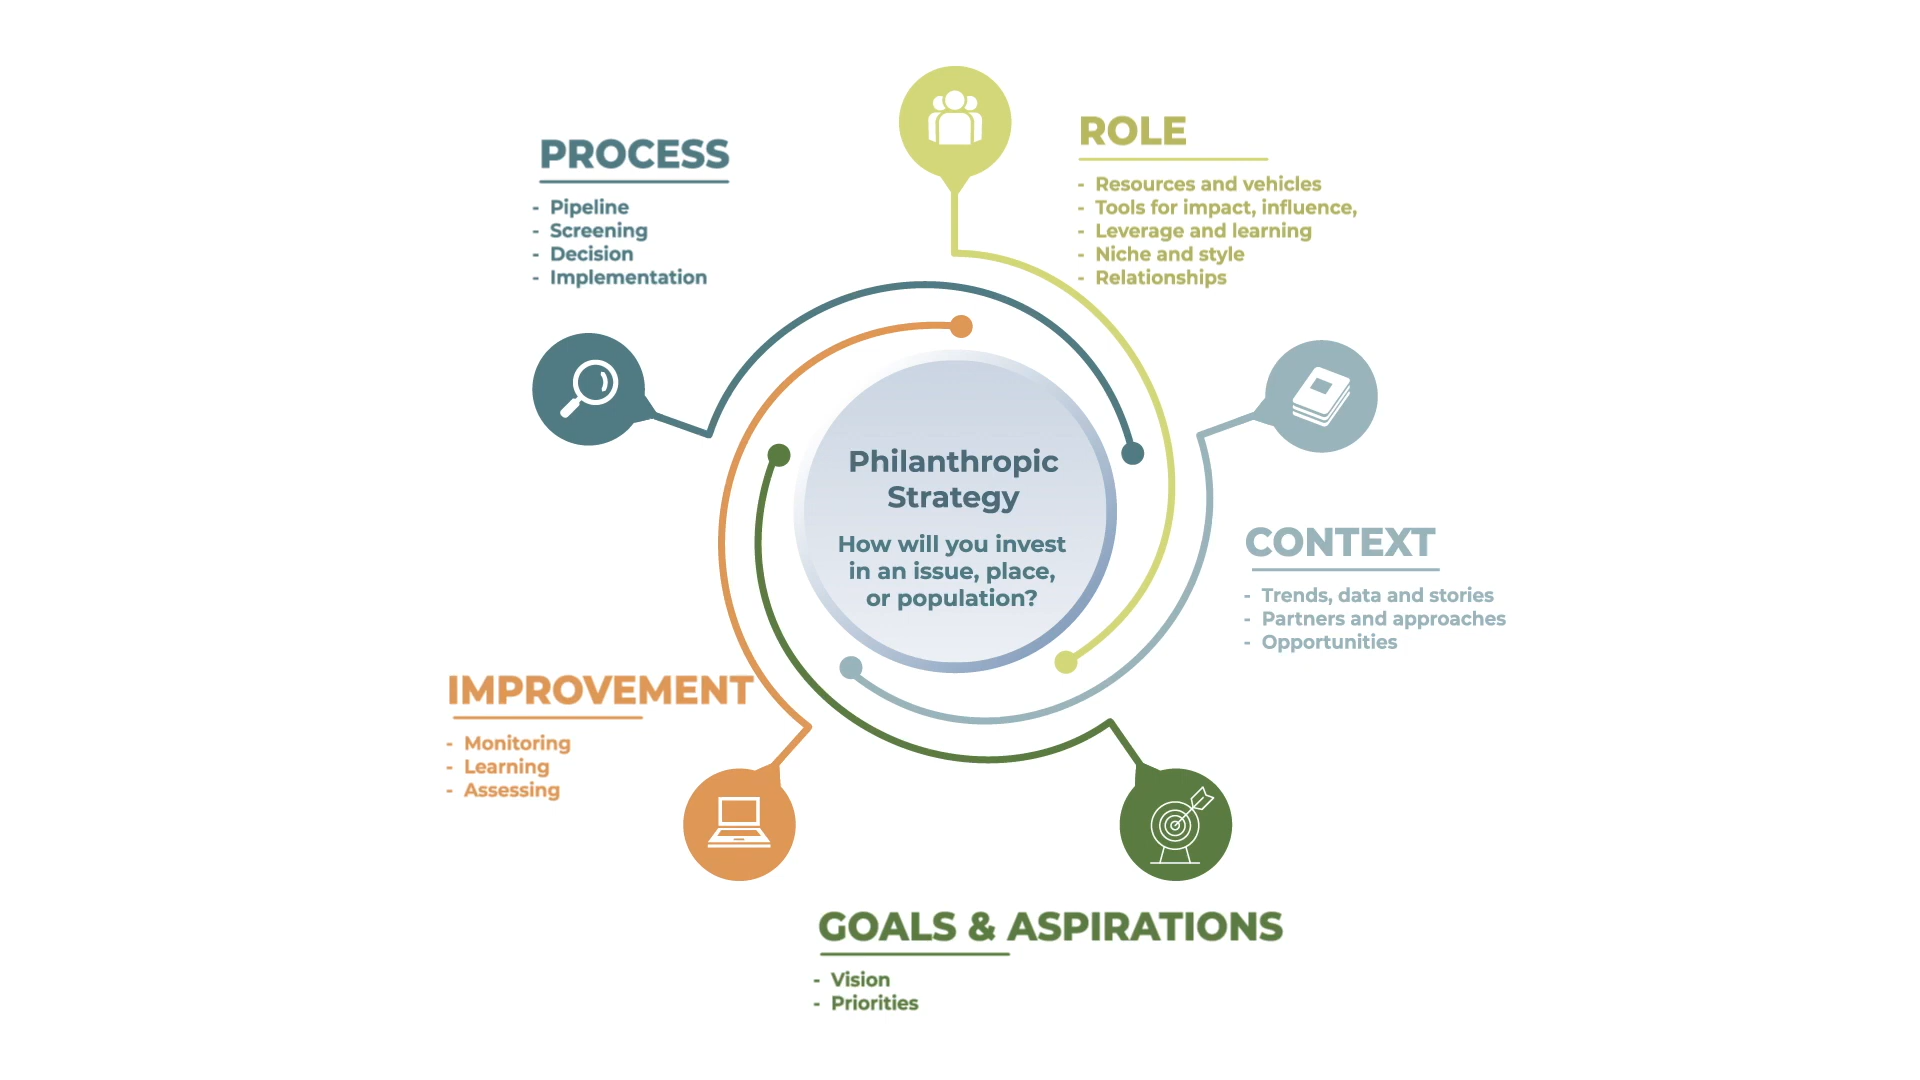 PROCESS
- Pipeline
- Screening
- Decision
- Implementation
ROLE
- Resources and vehicles
- Tools for impact, influence,
- Leverage and learning
- Niche and style
- Relationships
Philanthropic
Strategy
How will you invest
in an issue, place,
or population?
CONTEXT
- Trends, data and stories
- Partners and approaches
- Opportunities
IMPROVEMENT
- Monitoring
- Learning
- Assessing
GOALS & ASPIRATIONS
- Vision
- Priorities